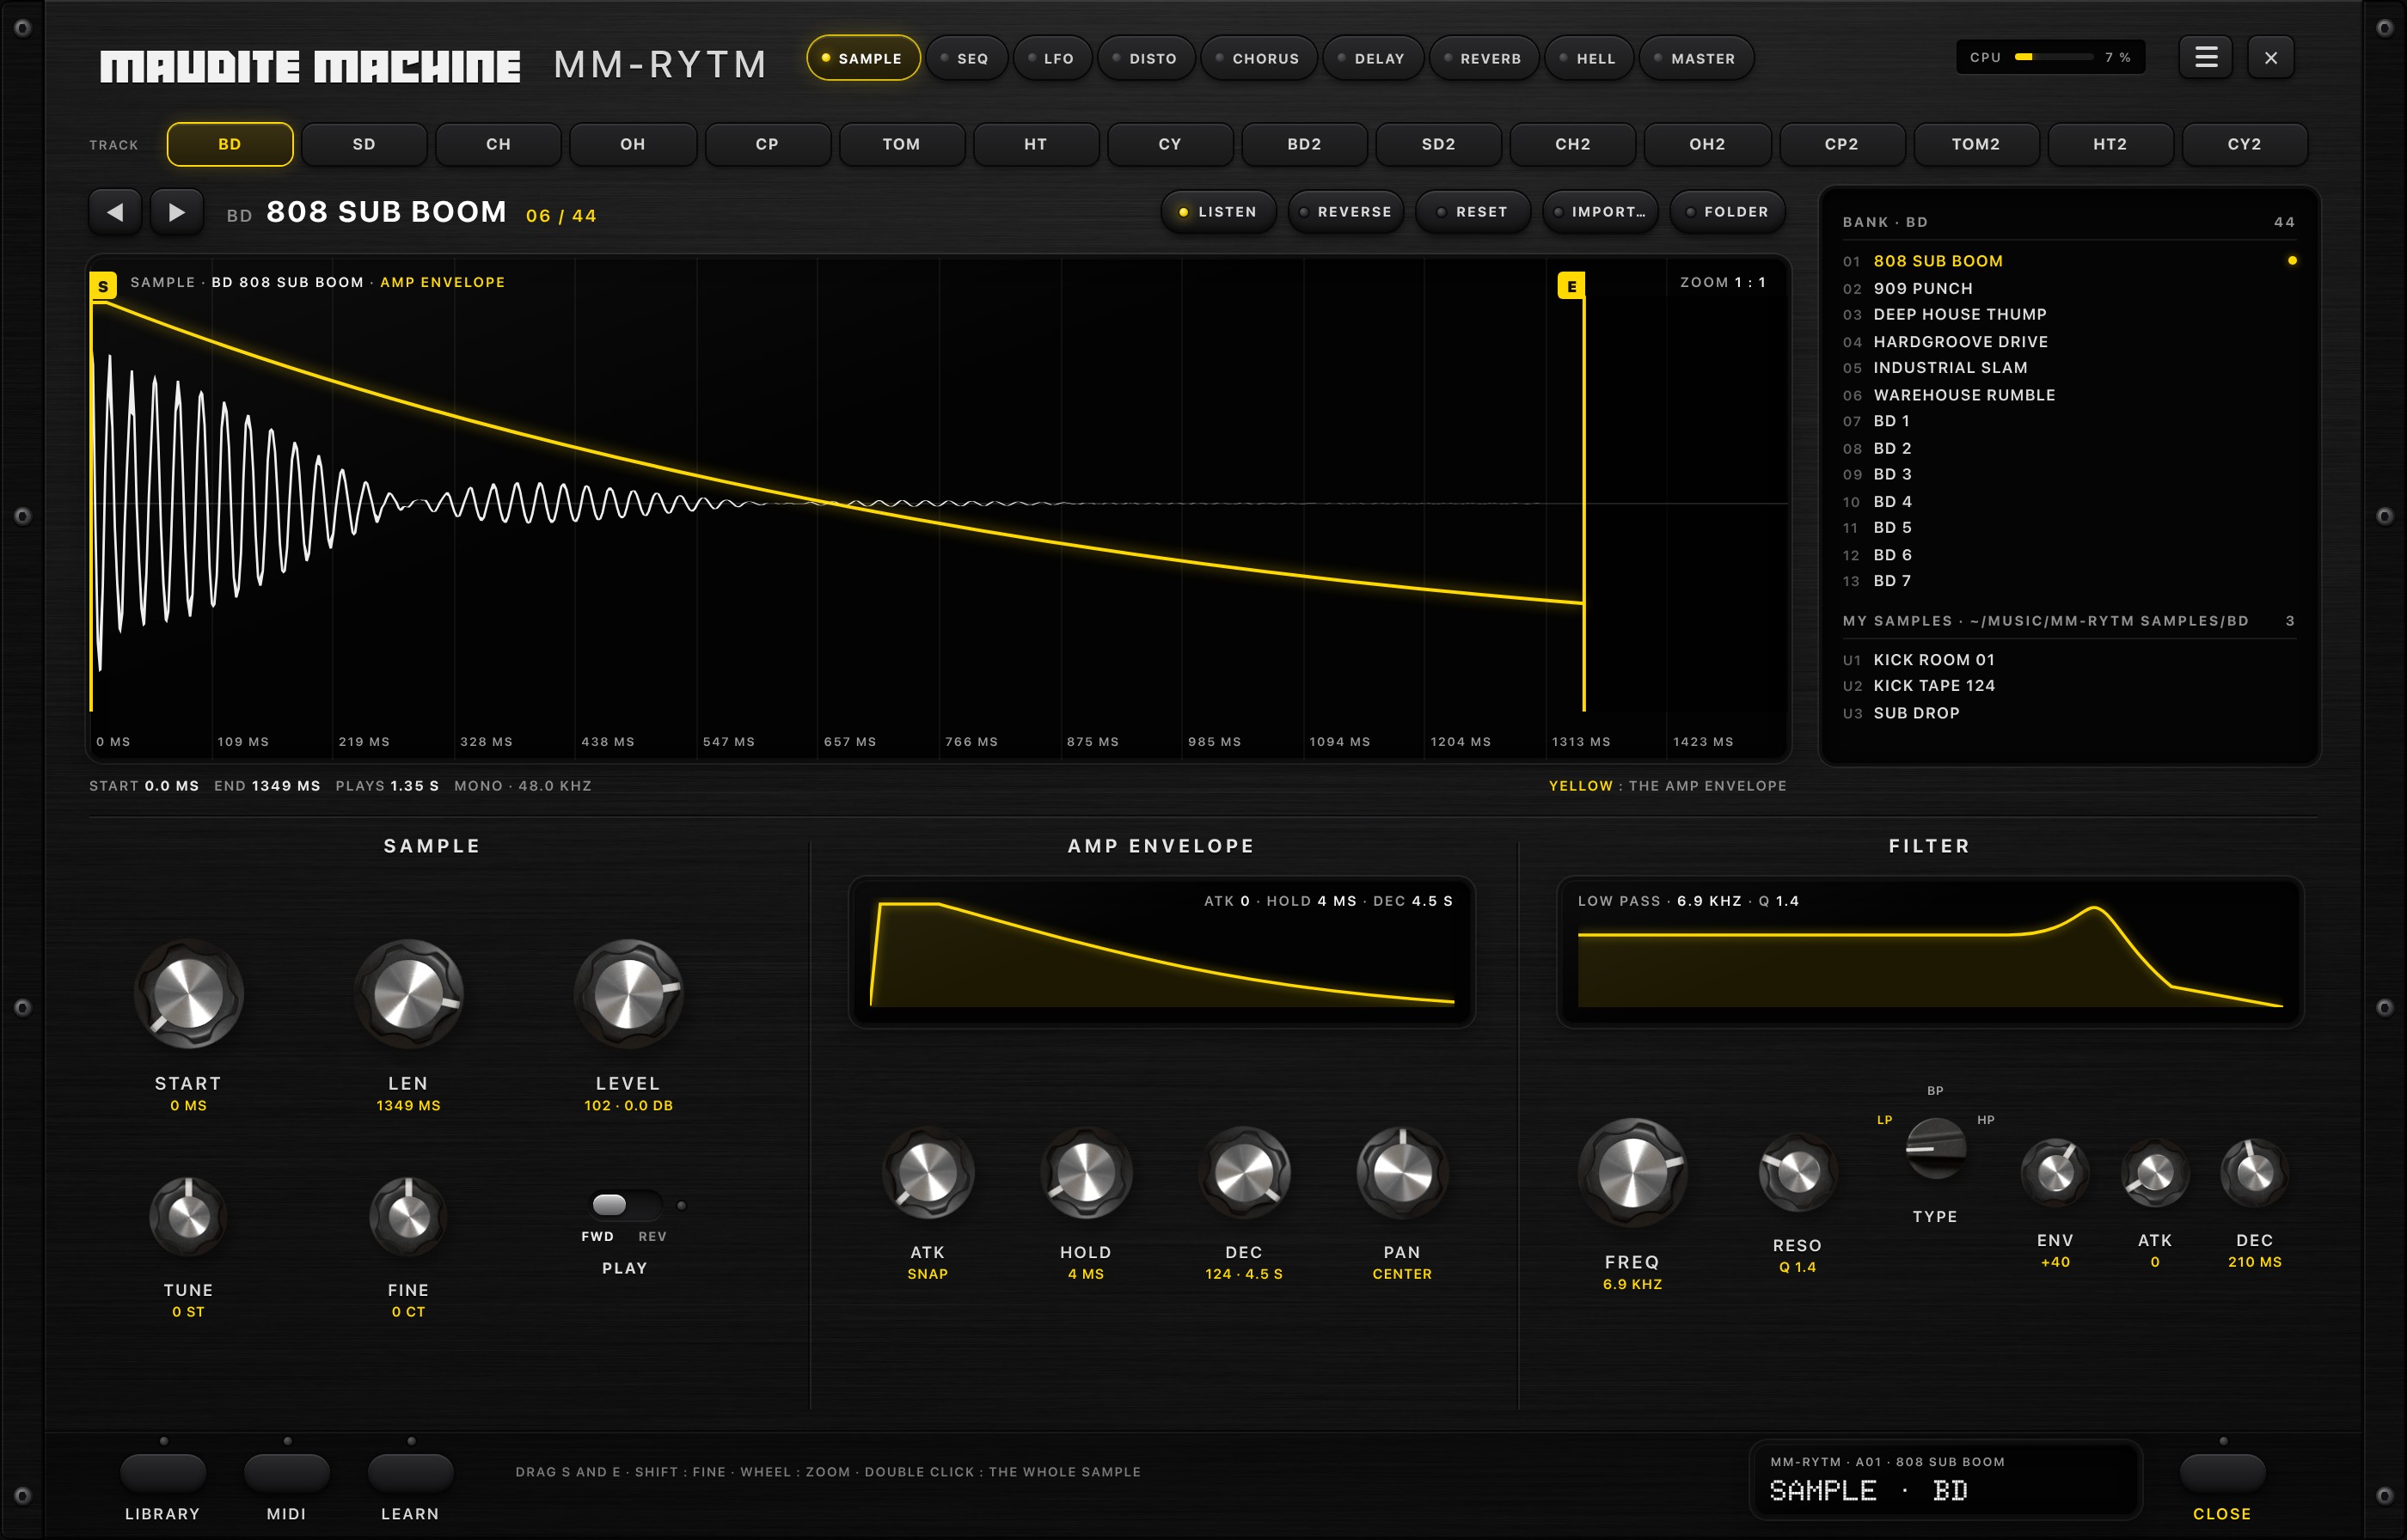 MAUDITE MACHINE MM-RYTM
SAMPLE SEQ LFO DISTO CHORUS DELAY REVERB HELL MASTER
CPU 7 %
TRACK BD SD CH OH CP TOM HT CY BD2 SD2 CH2 OH2 CP2 TOM2 HT2 CY2
BD 808 SUB BOOM 06 / 44
LISTEN REVERSE RESET IMPORT… FOLDER
S SAMPLE · BD 808 SUB BOOM · AMP ENVELOPE
E
ZOOM 1 : 1
0 MS 109 MS 219 MS 328 MS 438 MS 547 MS 657 MS 766 MS 875 MS 985 MS 1094 MS 1204 MS 1313 MS 1423 MS
START 0.0 MS END 1349 MS PLAYS 1.35 S MONO · 48.0 KHZ
YELLOW : THE AMP ENVELOPE
BANK · BD 44
01 808 SUB BOOM
02 909 PUNCH
03 DEEP HOUSE THUMP
04 HARDGROOVE DRIVE
05 INDUSTRIAL SLAM
06 WAREHOUSE RUMBLE
07 BD 1
08 BD 2
09 BD 3
10 BD 4
11 BD 5
12 BD 6
13 BD 7
MY SAMPLES · ~/MUSIC/MM-RYTM SAMPLES/BD 3
U1 KICK ROOM 01
U2 KICK TAPE 124
U3 SUB DROP
SAMPLE
START LEN LEVEL
0 MS 1349 MS 102 · 0.0 DB
FWD REV
PLAY
TUNE FINE
0 ST 0 CT
AMP ENVELOPE
ATK 0 · HOLD 4 MS · DEC 4.5 S
ATK HOLD DEC PAN
SNAP 4 MS 124 · 4.5 S CENTER
FILTER
LOW PASS · 6.9 KHZ · Q 1.4
BP
LP HP
TYPE
FREQ
6.9 KHZ
RESO
Q 1.4
ENV ATK DEC
+40 0 210 MS
LIBRARY MIDI LEARN
DRAG S AND E · SHIFT : FINE · WHEEL : ZOOM · DOUBLE CLICK : THE WHOLE SAMPLE
MM-RYTM · A01 · 808 SUB BOOM
SAMPLE · BD
CLOSE